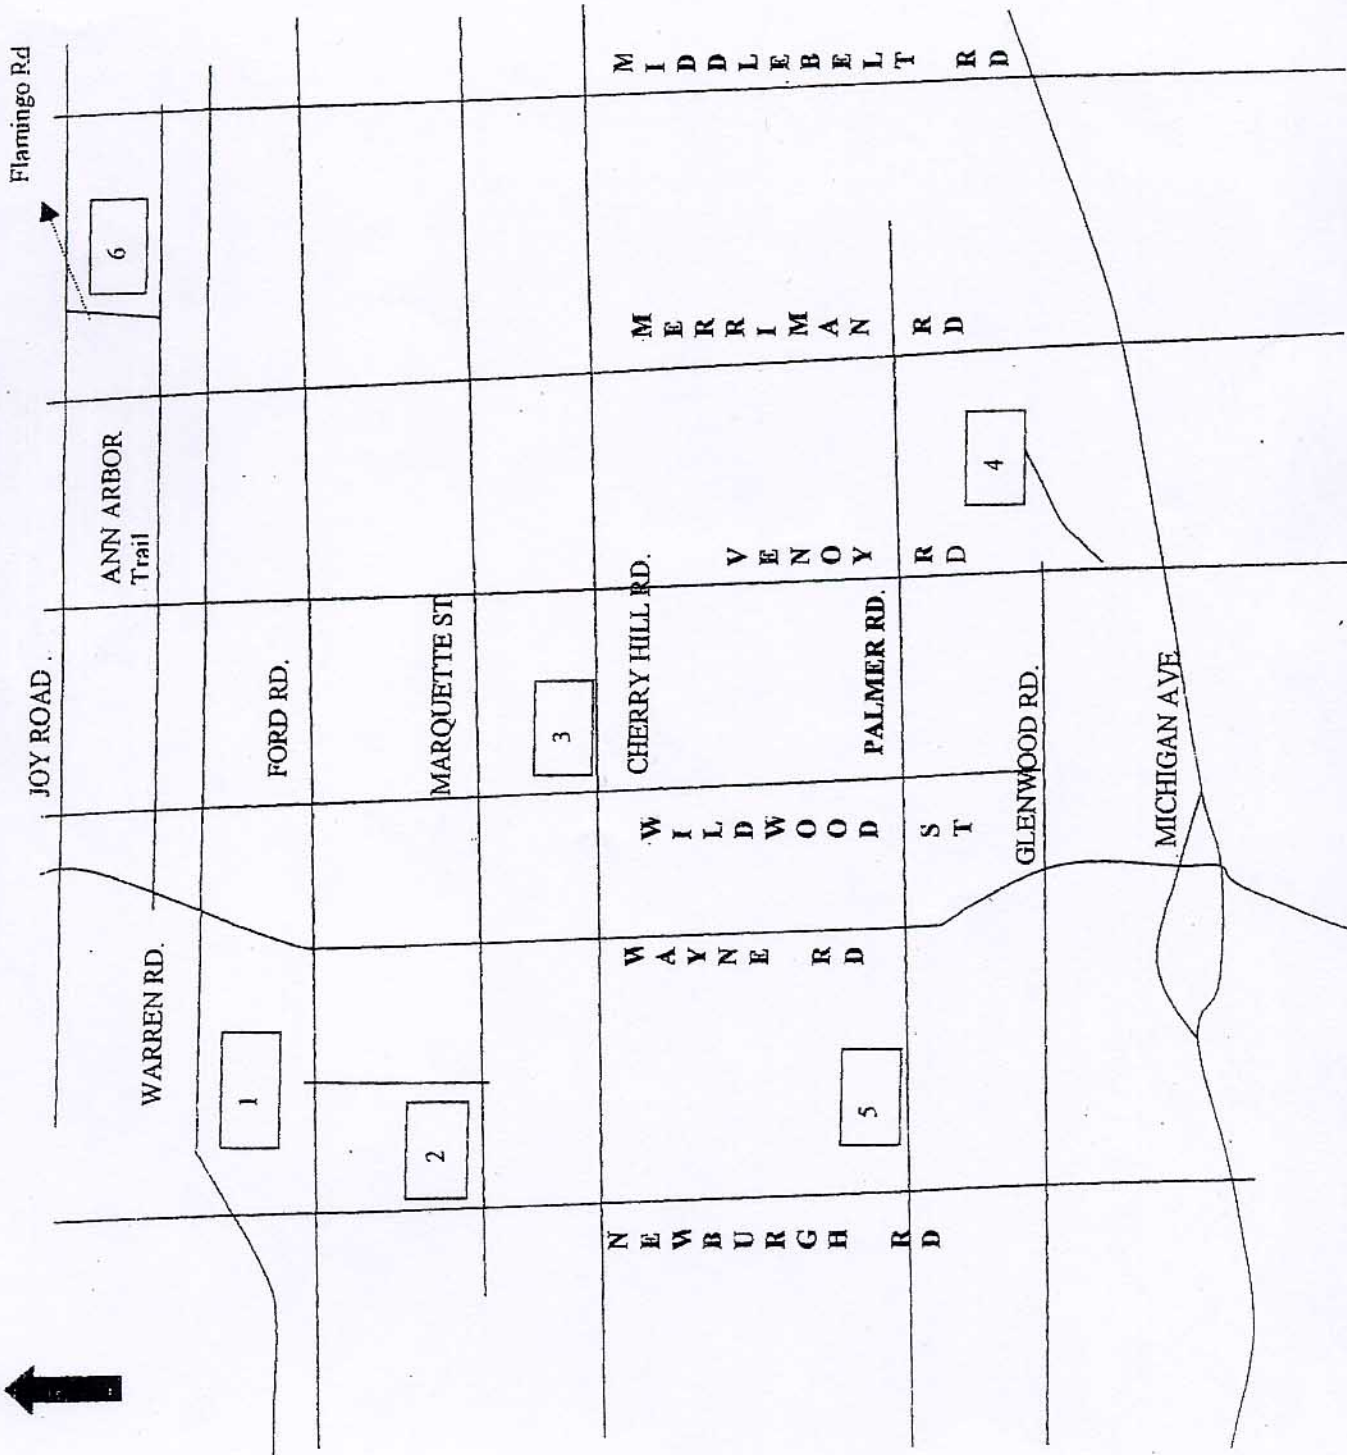 Flamingo Rd
JOY ROAD
ANN ARBOR
Trail
WARREN RD.
FORD RD.
MARQUETTE ST
CHERRY HILL RD.
PALMER RD.
GLENWOOD RD.
MICHIGAN AVE
NEWBURGH RD
WAYNE RD
WILDWOOD ST
VENOY RD
MERRIMAN RD
MIDDLEBELT RD
1
2
3
4
5
6